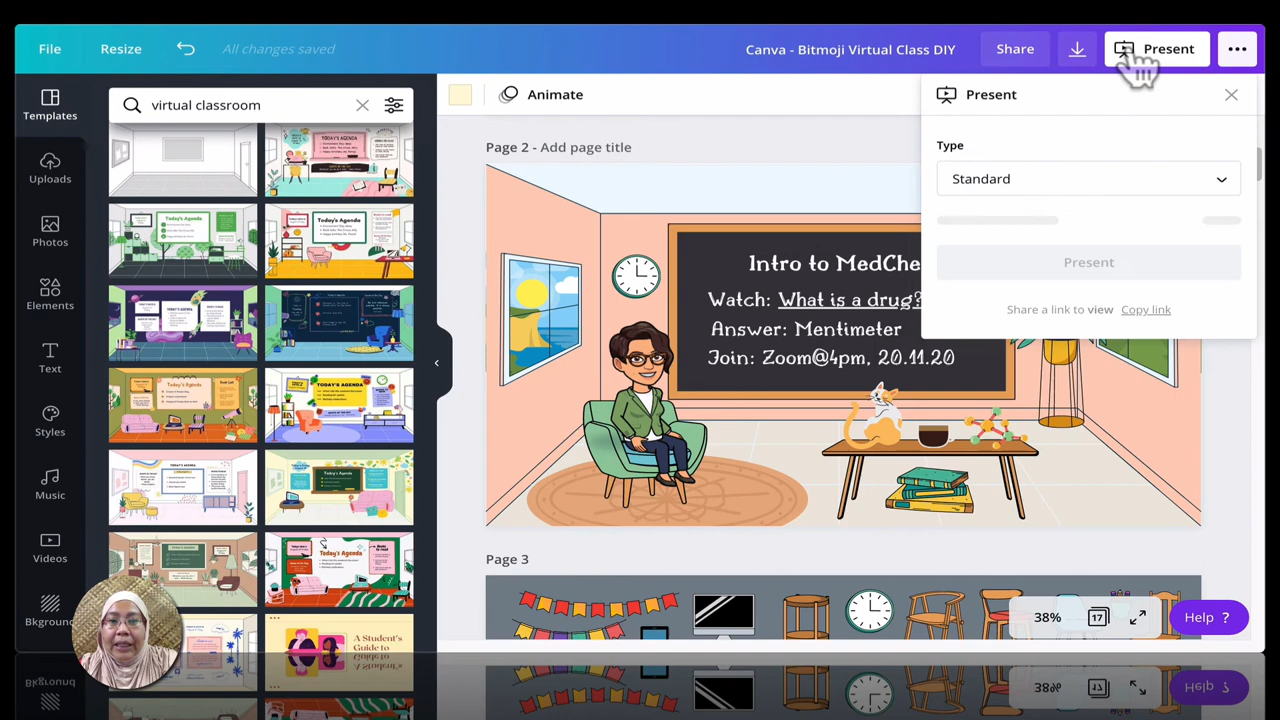 File
Resize
All changes saved
Canva - Bitmoji Virtual Class DIY
Share
Present
Templates
Uploads
Photos
Elements
Text
Styles
Music
Videos
Bkground
virtual classroom
Today's Agenda
TODAY'S AGENDA
A Student's
Guide to
Animate
Page 2 - Add page title
Intro to MedChe
Watch: What is a drug?
Answer: Mentimeter
Join: Zoom@4pm, 20.11.20
Present
Type
Standard
Present
Share a link to view Copy link
Page 3
38%
17
Help ?